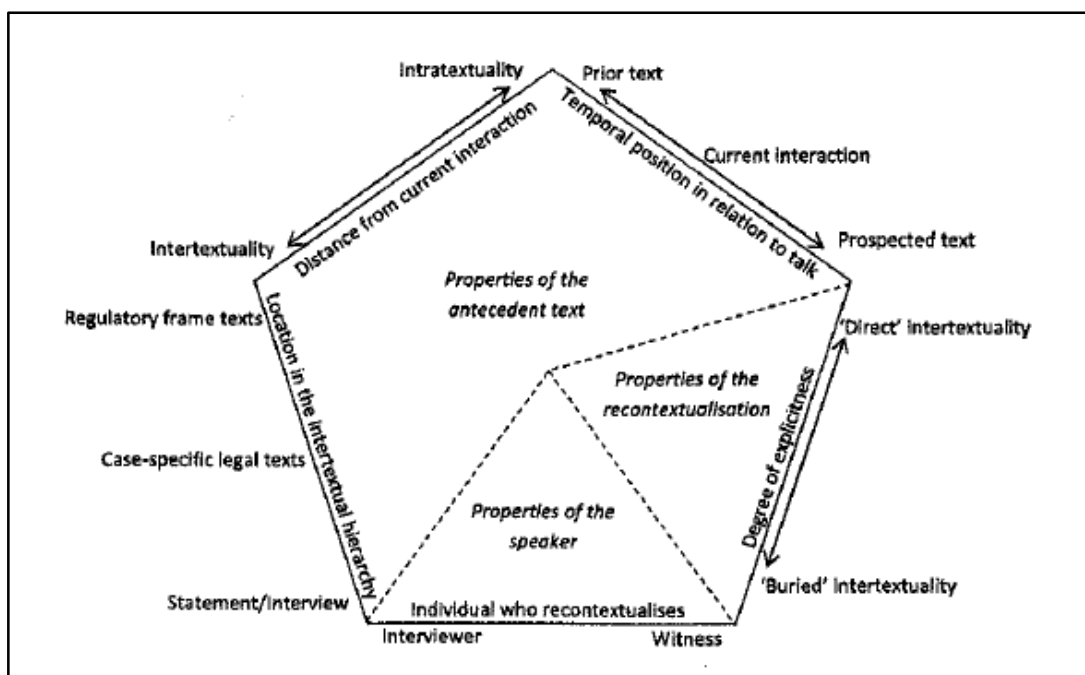 Intratextuality
Prior text
Distance from current interaction
Temporal position in relation to talk
Current interaction
Intertextuality
Prospected text
Properties of the
antecedent text
Regulatory frame texts
Location in the intertextual hierarchy
'Direct' intertextuality
Properties of the
recontextualisation
Degree of explicitness
Case-specific legal texts
Properties of the
speaker
'Buried' intertextuality
Statement/Interview
Individual who recontextualises
Interviewer
Witness